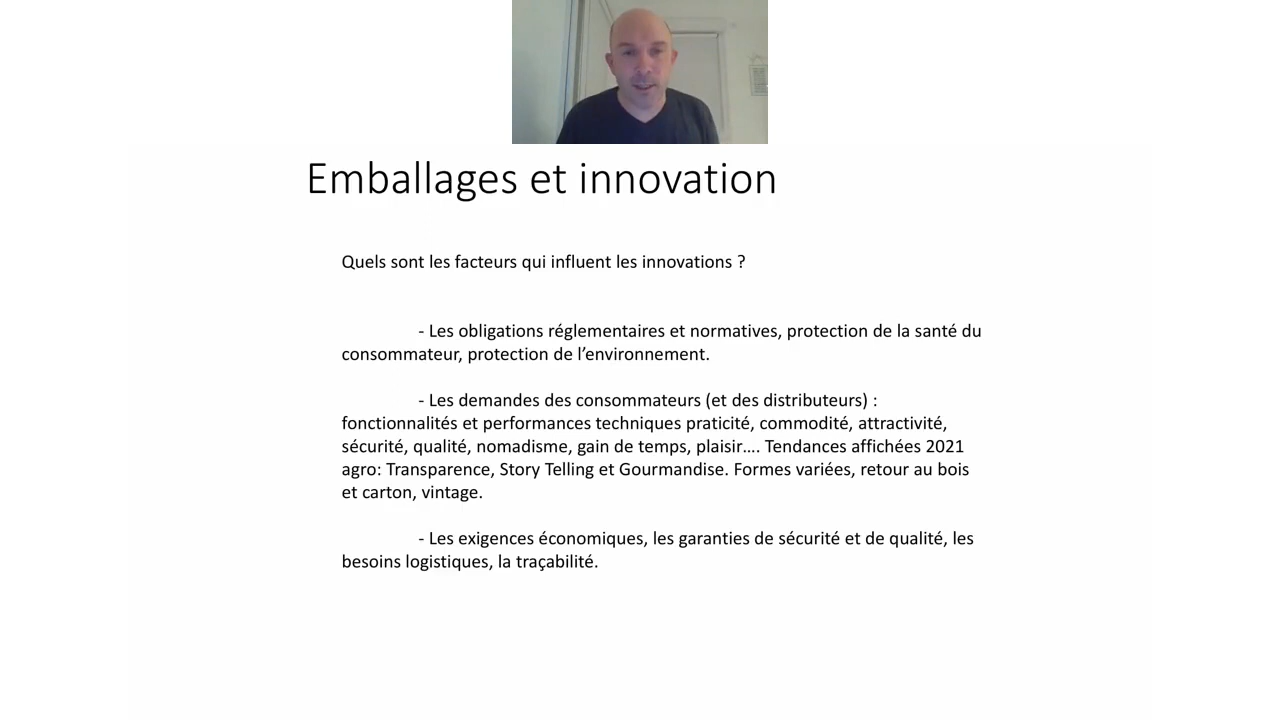 Emballages et innovation
Quels sont les facteurs qui influent les innovations ?
- Les obligations réglementaires et normatives, protection de la santé du
consommateur, protection de l’environnement.
- Les demandes des consommateurs (et des distributeurs) :
fonctionnalités et performances techniques praticité, commodité, attractivité,
sécurité, qualité, nomadisme, gain de temps, plaisir…. Tendances affichées 2021
agro: Transparence, Story Telling et Gourmandise. Formes variées, retour au bois
et carton, vintage.
- Les exigences économiques, les garanties de sécurité et de qualité, les
besoins logistiques, la traçabilité.